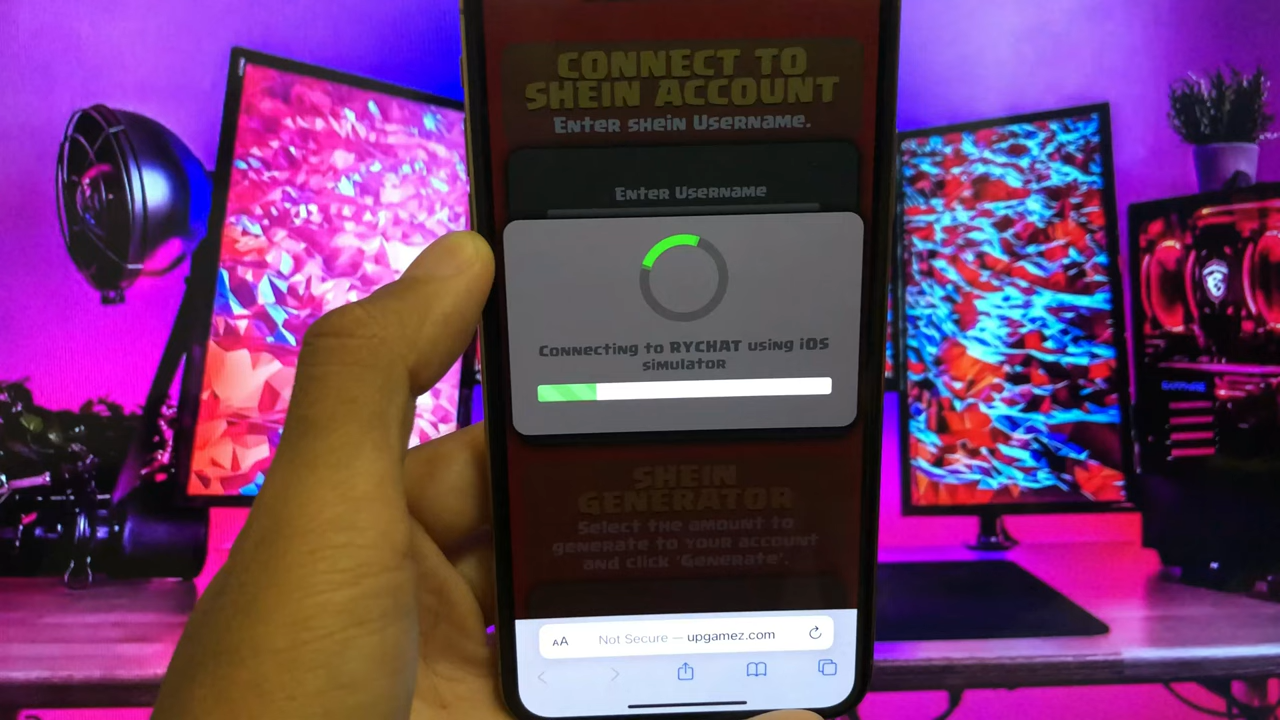 CONNECT TO
SHEIN ACCOUNT
Enter shein Username.
Enter Username
Connecting to RYCHAT using iOS
simulator
SHEIN
GENERATOR
Select the amount to
generate to your account
and click 'Generate'.
AA Not Secure — upgamez.com